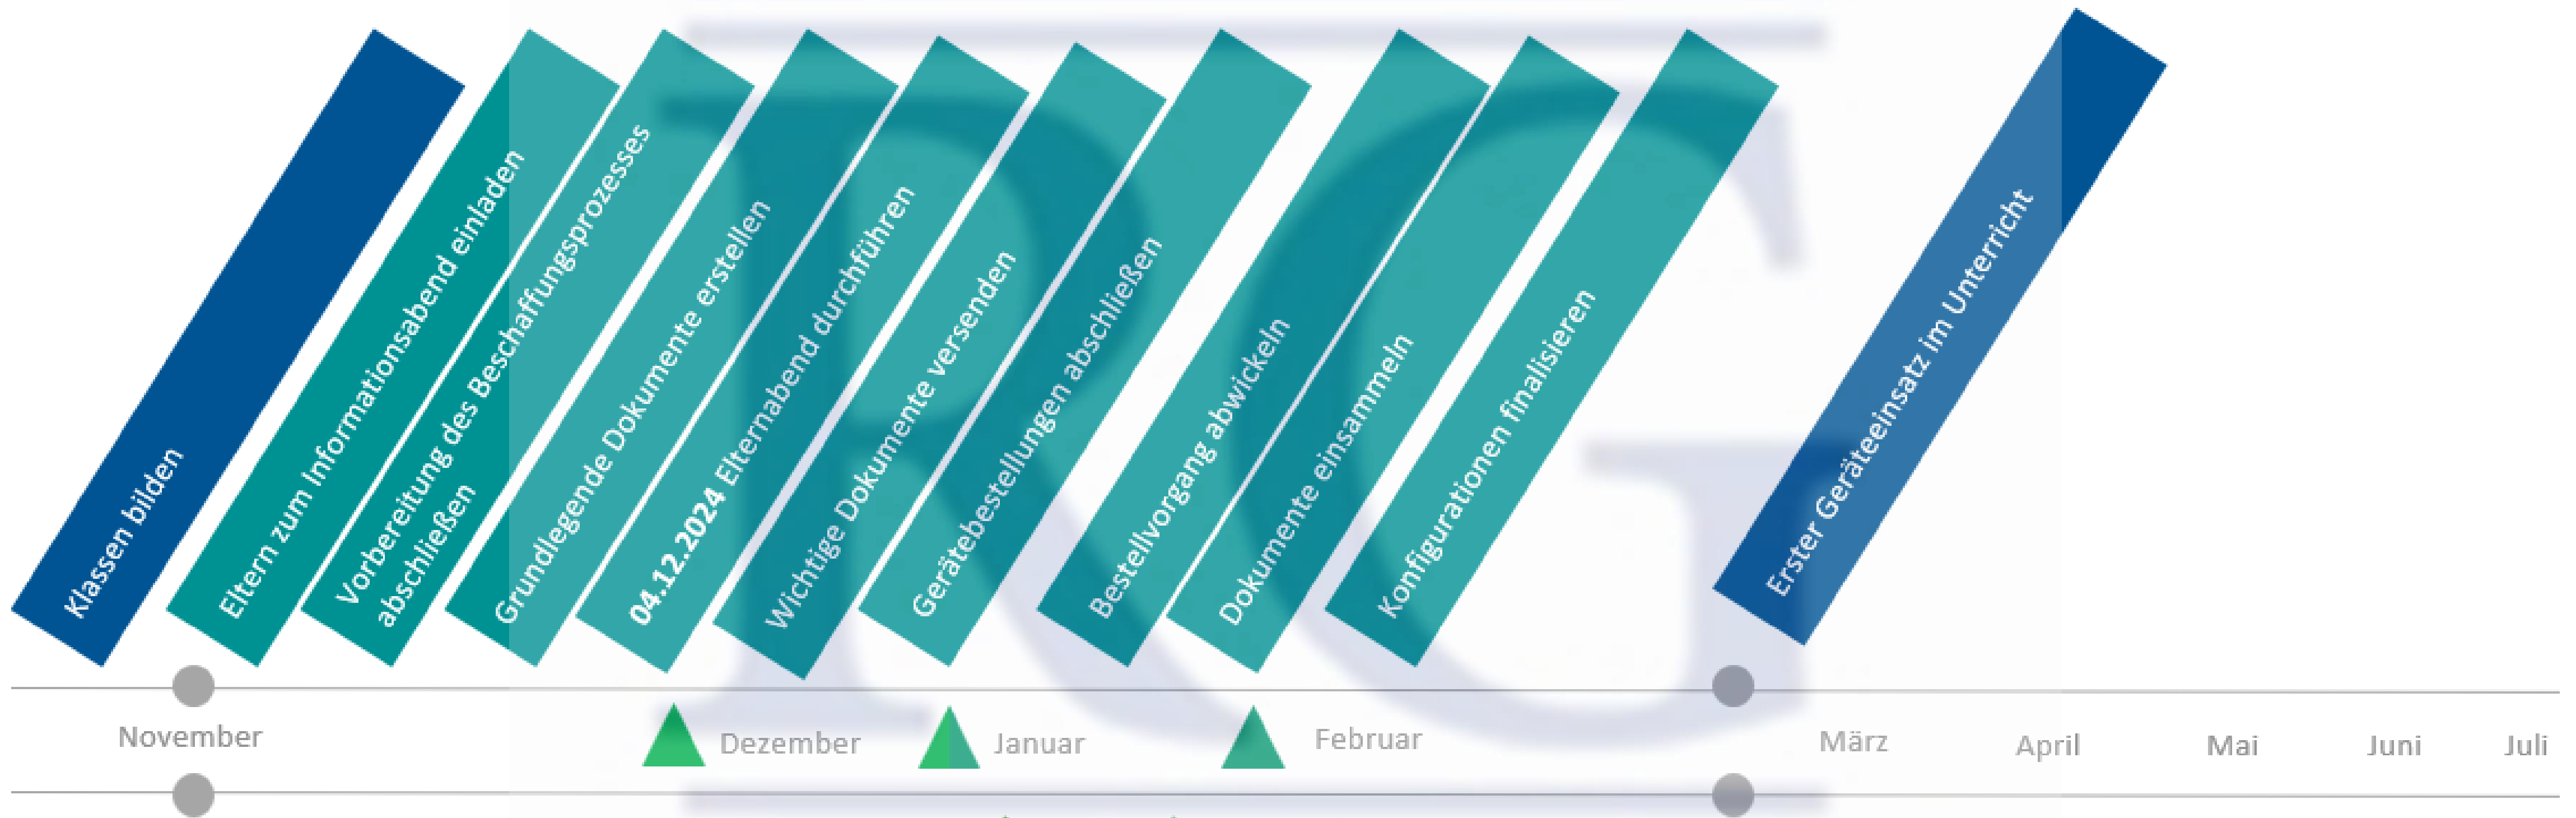 Klassen bilden
Eltern zum Informationsabend einladen
Vorbereitung des Beschaffungsprozesses
abschließen
Grundlegende Dokumente erstellen
04.12.2024 Elternabend durchführen
Wichtige Dokumente versenden
Gerätebestellungen abschließen
Bestellvorgang abwickeln
Dokumente einsammeln
Konfigurationen finalisieren
Erster Geräteeinsatz im Unterricht
November
Dezember
Januar
Februar
März
April
Mai
Juni
Juli
RG